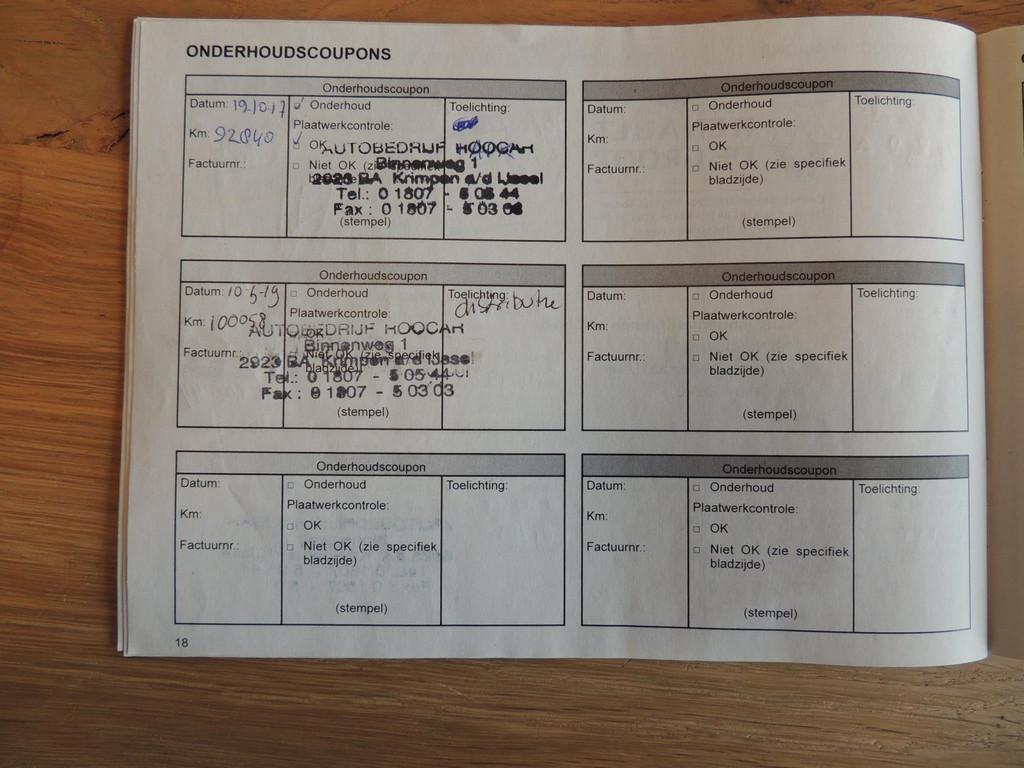 ONDERHOUDSCOUPONS
Onderhoudscoupon
Datum: 19.10.17
Km: 92840
Factuurnr.:
Onderhoud
Plaatwerkcontrole:
OK
Niet OK
(stempel)
Toelichting:
AUTOBEDRIJF HOOGAH
Binnenweg 1
2923 BA Krimpen a/d IJssel
Tel.: 0 1807 - 5 05 44
Fax : 0 1807 - 5 03 03
Onderhoudscoupon
Datum:
Km:
Factuurnr.:
Onderhoud
Plaatwerkcontrole:
OK
Niet OK (zie specifiek
bladzijde)
(stempel)
Toelichting:
Onderhoudscoupon
Datum: 10-5-19
Km: 100058
Factuurnr.:
Onderhoud
Plaatwerkcontrole:
OK
Niet OK (zie specifiek
bladzijde)
(stempel)
Toelichting:
distributie
AUTOBEDRIJF HOOGAH
Binnenweg 1
2923 BA Krimpen a/d IJssel
Tel.: 0 1807 - 5 05 44
Fax : 0 1807 - 5 03 03
Onderhoudscoupon
Datum:
Km:
Factuurnr.:
Onderhoud
Plaatwerkcontrole:
OK
Niet OK (zie specifiek
bladzijde)
(stempel)
Toelichting:
Onderhoudscoupon
Datum:
Km:
Factuurnr.:
Onderhoud
Plaatwerkcontrole:
OK
Niet OK (zie specifiek
bladzijde)
(stempel)
Toelichting:
Onderhoudscoupon
Datum:
Km:
Factuurnr.:
Onderhoud
Plaatwerkcontrole:
OK
Niet OK (zie specifiek
bladzijde)
(stempel)
Toelichting:
18